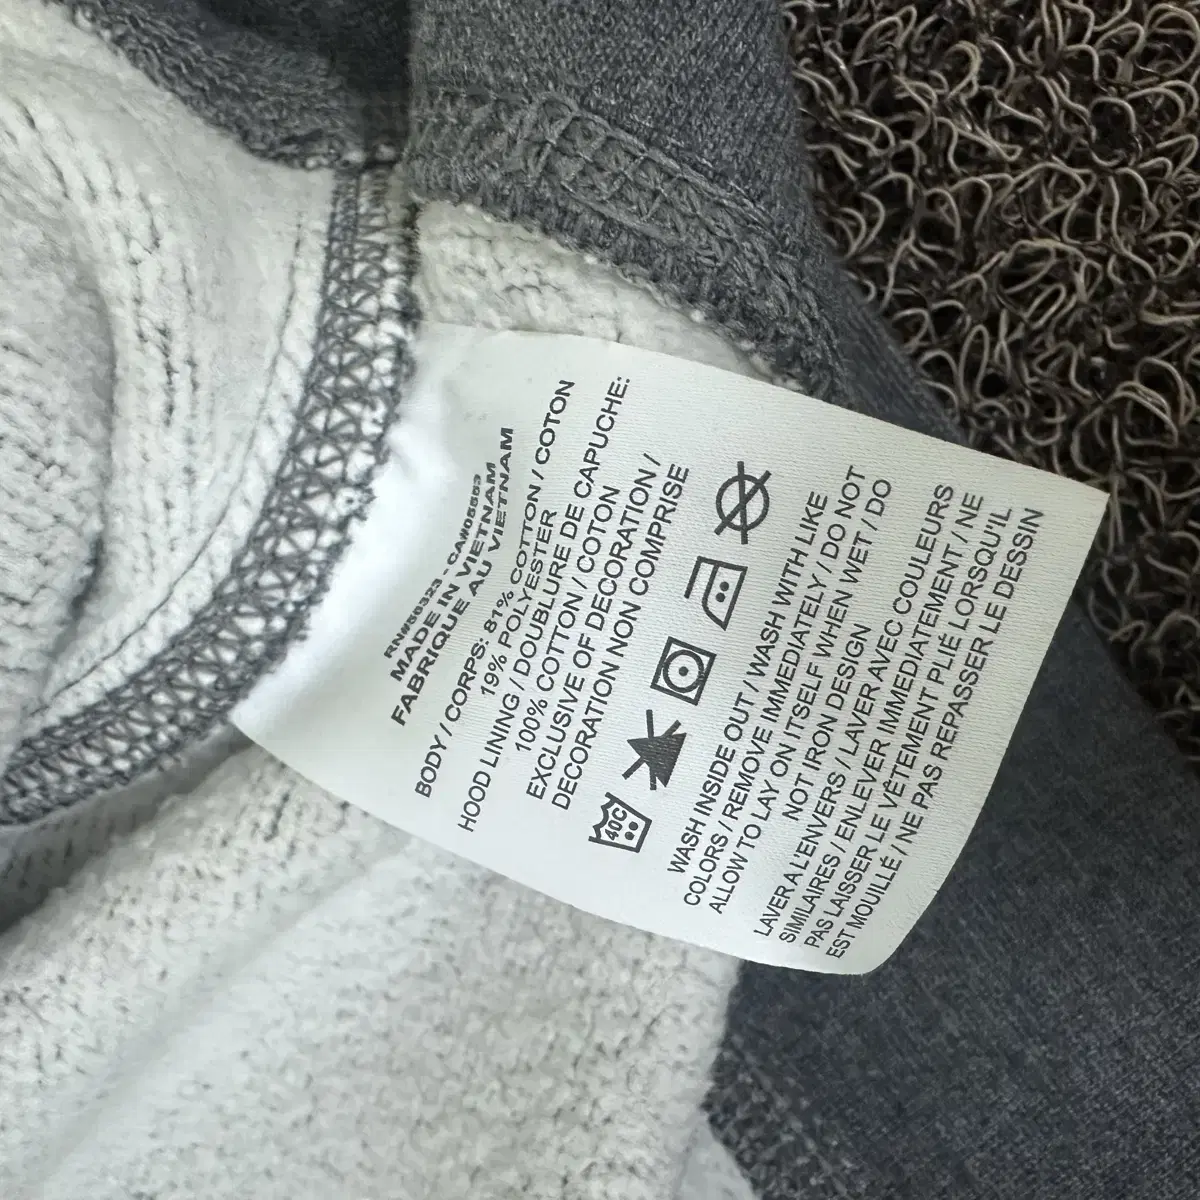 RN#56323 - CA#05553
MADE IN VIETNAM
FABRIQUE AU VIETNAM
BODY / CORPS: 81% COTTON / COTON
19% POLYESTER
HOOD LINING / DOUBLURE DE CAPUCHE:
100% COTTON / COTON
EXCLUSIVE OF DECORATION /
DECORATION NON COMPRISE
40C
WASH INSIDE OUT / WASH WITH LIKE
COLORS / REMOVE IMMEDIATELY / DO NOT
ALLOW TO LAY ON ITSELF WHEN WET / DO
NOT IRON DESIGN
LAVER A L'ENVERS / LAVER AVEC COULEURS
SIMILAIRES / ENLEVER IMMEDIATEMENT / NE
PAS LAISSER LE VÊTEMENT PLIÉ LORSQU'IL
EST MOUILLÉ / NE PAS REPASSER LE DESSIN